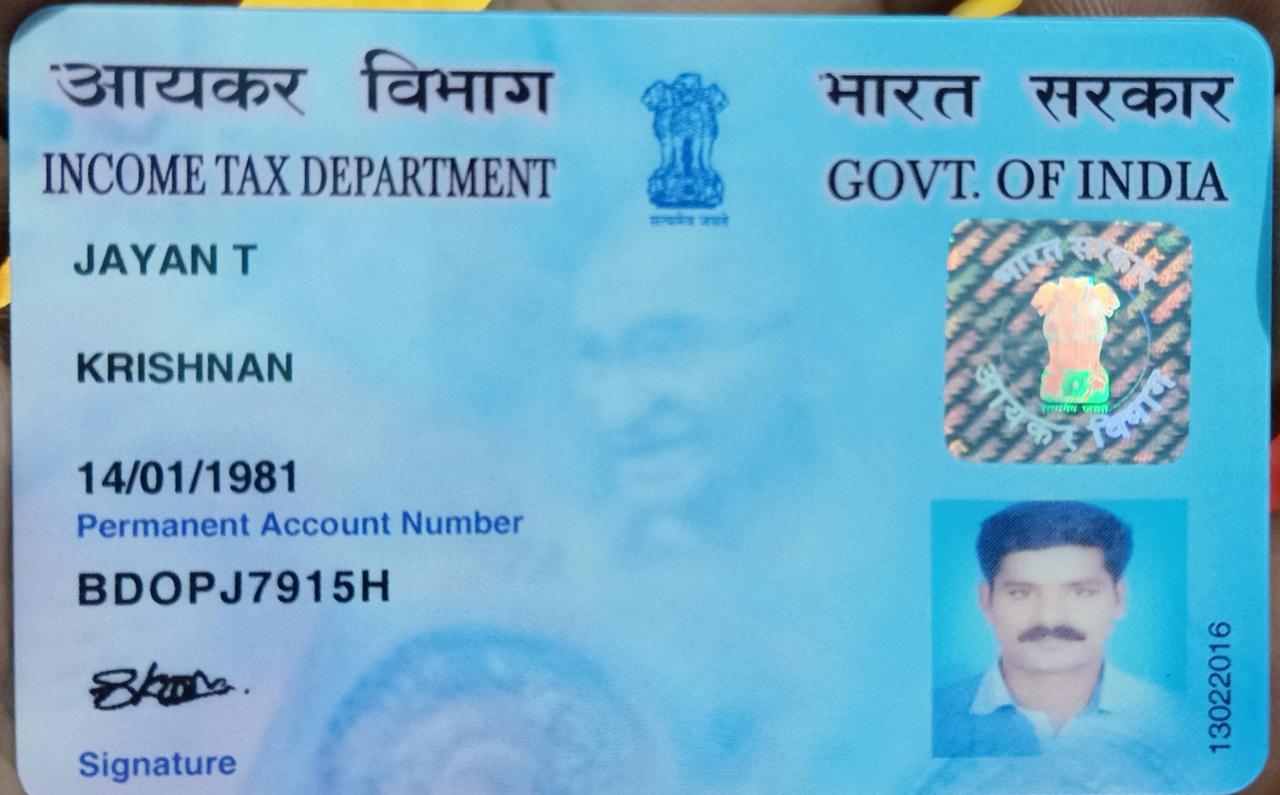 आयकर विभाग
INCOME TAX DEPARTMENT
सत्यमेव जयते
भारत सरकार
GOVT. OF INDIA
JAYAN T
KRISHNAN
14/01/1981
Permanent Account Number
BDOPJ7915H
Signature
भारत सरकार
सत्यमेव जयते
आयकर विभाग
13022016